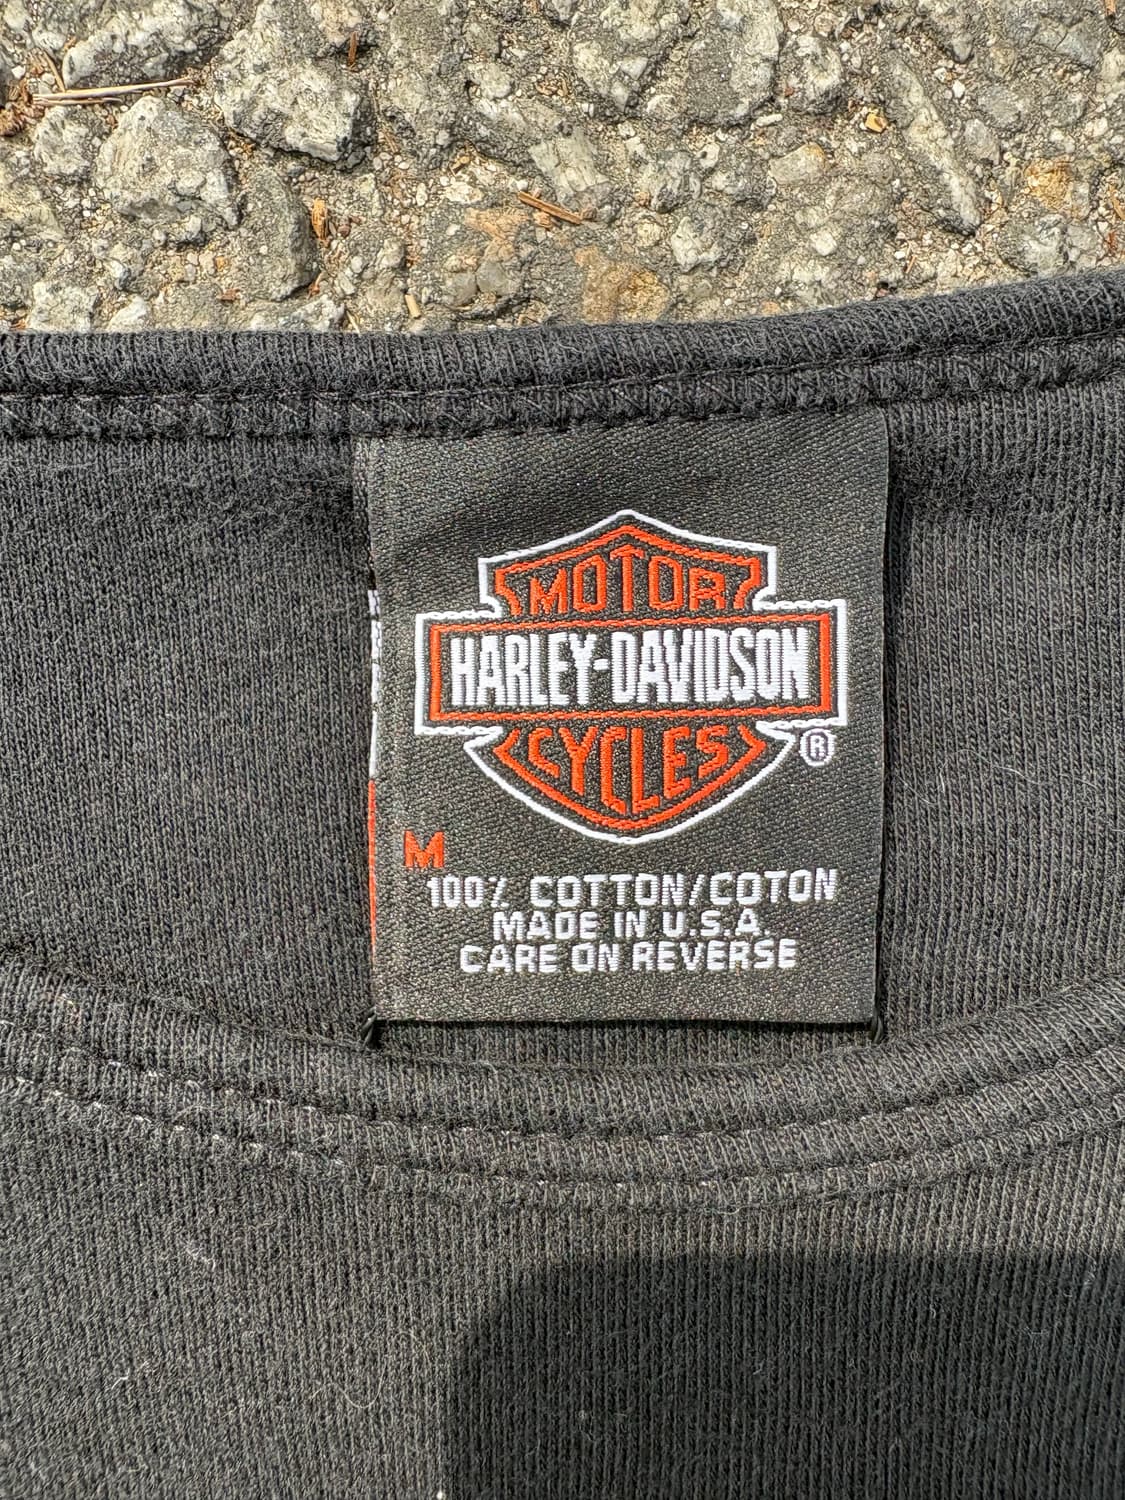 MOTOR
HARLEY-DAVIDSON
CYCLES
®
M
100% COTTON/COTON
MADE IN U.S.A.
CARE ON REVERSE